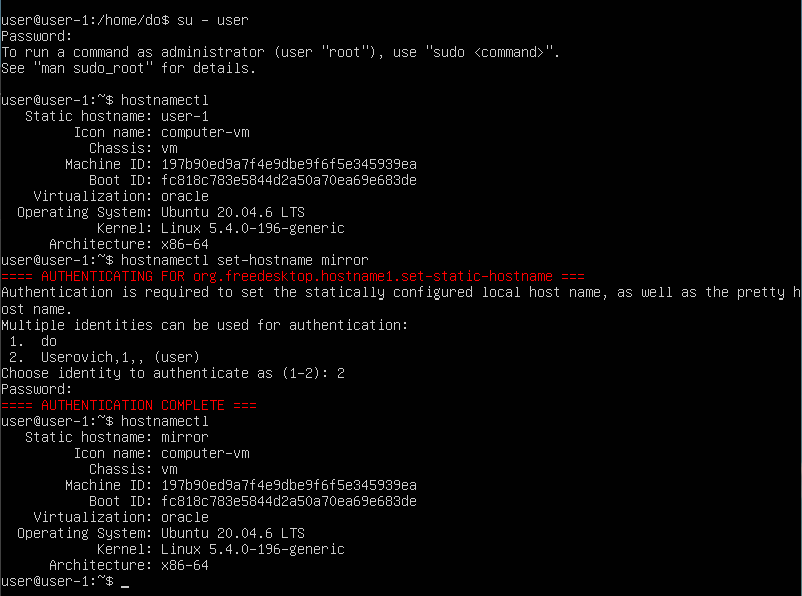 user@user-1:/home/do$ su - user
Password:
To run a command as administrator (user "root"), use "sudo <command>".
See "man sudo_root" for details.
user@user-1:~$ hostnamectl
Static hostname: user-1
Icon name: computer-vm
Chassis: vm
Machine ID: 197b90ed9a7f4e9dbe9f6f5e345939ea
Boot ID: fc818c783e5844d2a50a70ea69e683de
Virtualization: oracle
Operating System: Ubuntu 20.04.6 LTS
Kernel: Linux 5.4.0-196-generic
Architecture: x86-64
user@user-1:~$ hostnamectl set-hostname mirror
==== AUTHENTICATING FOR org.freedesktop.hostname1.set-static-hostname ===
Authentication is required to set the statically configured local host name, as well as the pretty h
ost name.
Multiple identities can be used for authentication:
1. do
2. Userovich,1,, (user)
Choose identity to authenticate as (1-2): 2
Password:
==== AUTHENTICATION COMPLETE ===
user@user-1:~$ hostnamectl
Static hostname: mirror
Icon name: computer-vm
Chassis: vm
Machine ID: 197b90ed9a7f4e9dbe9f6f5e345939ea
Boot ID: fc818c783e5844d2a50a70ea69e683de
Virtualization: oracle
Operating System: Ubuntu 20.04.6 LTS
Kernel: Linux 5.4.0-196-generic
Architecture: x86-64
user@user-1:~$ _